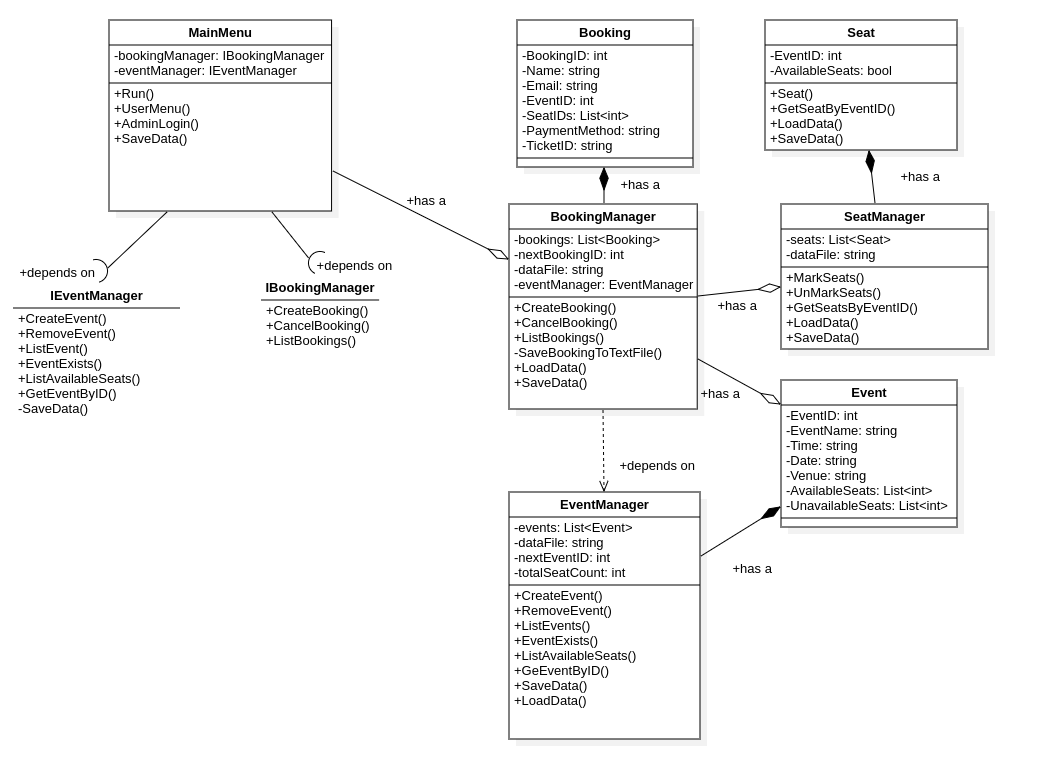 MainMenu
-bookingManager: IBookingManager
-eventManager: IEventManager
+Run()
+UserMenu()
+AdminLogin()
+SaveData()
Booking
-BookingID: int
-Name: string
-Email: string
-EventID: int
-SeatIDs: List<int>
-PaymentMethod: string
-TicketID: string
Seat
-EventID: int
-AvailableSeats: bool
+Seat()
+GetSeatByEventID()
+LoadData()
+SaveData()
+has a
+has a
+has a
BookingManager
-bookings: List<Booking>
-nextBookingID: int
-dataFile: string
-eventManager: EventManager
+CreateBooking()
+CancelBooking()
+ListBookings()
-SaveBookingToTextFile()
+LoadData()
+SaveData()
SeatManager
-seats: List<Seat>
-dataFile: string
+MarkSeats()
+UnMarkSeats()
+GetSeatsByEventID()
+LoadData()
+SaveData()
+depends on
IEventManager
+CreateEvent()
+RemoveEvent()
+ListEvent()
+EventExists()
+ListAvailableSeats()
+GetEventByID()
-SaveData()
+depends on
IBookingManager
+CreateBooking()
+CancelBooking()
+ListBookings()
+has a
+has a
Event
-EventID: int
-EventName: string
-Time: string
-Date: string
-Venue: string
-AvailableSeats: List<int>
-UnavailableSeats: List<int>
+depends on
EventManager
-events: List<Event>
-dataFile: string
-nextEventID: int
-totalSeatCount: int
+CreateEvent()
+RemoveEvent()
+ListEvents()
+EventExists()
+ListAvailableSeats()
+GeEventByID()
+SaveData()
+LoadData()
+has a